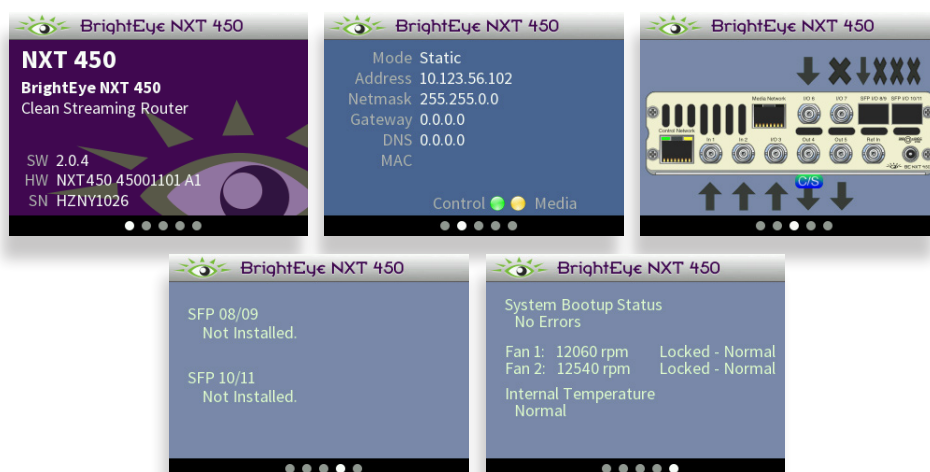 BrightEye NXT 450
NXT 450
BrightEye NXT 450
Clean Streaming Router
SW 2.0.4
HW NXT450 45001101 A1
SN HZNY1026
BrightEye NXT 450
Mode Static
Address 10.123.56.102
Netmask 255.255.0.0
Gateway 0.0.0.0
DNS 0.0.0.0
MAC
Control Media
BrightEye NXT 450
Media Network I/O 6 I/O 7 SFP I/O 8/9 SFP I/O 10/11
Control Network In 1 In 2 I/O 3 Out 4 Out 5 Ref In
C/S
BrightEye NXT 450
SFP 08/09
Not Installed.
SFP 10/11
Not Installed.
BrightEye NXT 450
System Bootup Status
No Errors
Fan 1: 12060 rpm Locked - Normal
Fan 2: 12540 rpm Locked - Normal
Internal Temperature
Normal